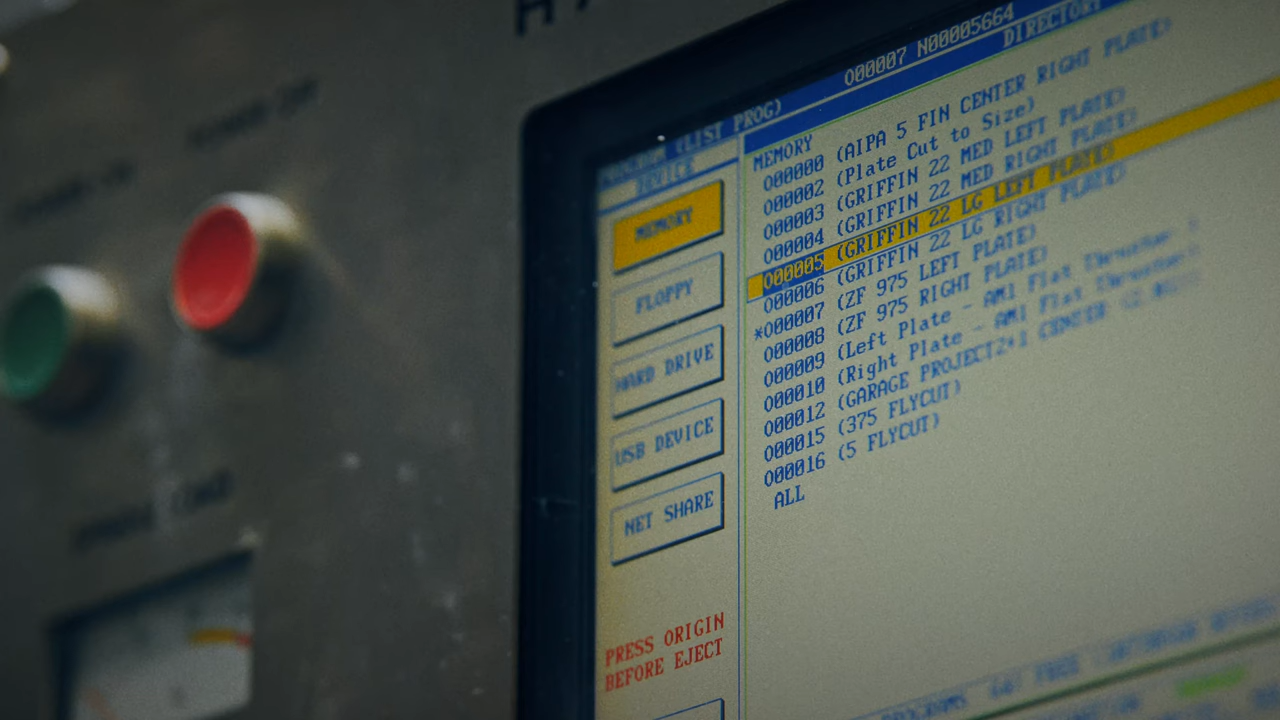 O00007 N00005664
PROGRAM (LIST PROG)
DIRECTORY
DEVICE
MEMORY
FLOPPY
HARD DRIVE
USB DEVICE
NET SHARE
PRESS ORIGIN
BEFORE EJECT
MEMORY
O00000 (AIPA 5 FIN CENTER RIGHT PLATE)
O00002 (Plate Cut to Size)
O00003 (GRIFFIN 22 MED LEFT PLATE)
O00004 (GRIFFIN 22 MED RIGHT PLATE)
O00005 (GRIFFIN 22 LG LEFT PLATE)
O00006 (GRIFFIN 22 LG RIGHT PLATE)
*O00007 (ZF 975 LEFT PLATE)
O00008 (ZF 975 RIGHT PLATE)
O00009 (Left Plate - AMI Flat Thruster
O00010 (Right Plate - AMI Flat Thruster
O00012 (GARAGE PROJECT2+1 CENTER
O00015 (375 FLYCUT)
O00016 (5 FLYCUT)
ALL
PROGRAMS
FREE